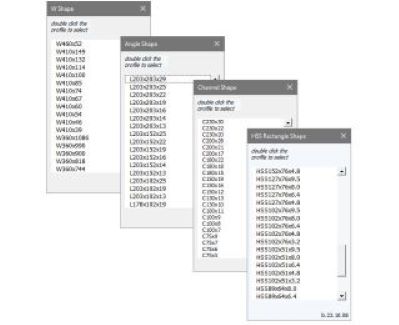 W Shape
double click the
profile to select
W460x52
W410x149
W410x132
W410x114
W410x100
W410x85
W410x74
W410x67
W410x60
W410x54
W410x46
W410x39
W360x1086
W360x990
W360x900
W360x818
W360x744
Angle Shape
double click the
profile to select
L203x203x29
L203x203x25
L203x203x22
L203x203x19
L203x203x16
L203x203x14
L203x203x13
L203x152x25
L203x152x22
L203x152x19
L203x152x16
L203x152x14
L203x152x13
L203x102x25
L203x102x19
L203x102x13
L178x102x19
Channel Shape
double click the
profile to select
C230x30
C230x22
C230x20
C200x28
C200x21
C200x17
C180x22
C180x18
C180x15
C150x19
C150x16
C150x12
C130x13
C130x10
C100x11
C100x9
C100x8
C100x7
C75x9
C75x7
C75x6
C75x5
HSS Rectangle Shape
double click the
profile to select
HSS152x76x4.8
HSS127x76x9.5
HSS127x76x8.0
HSS127x76x6.4
HSS127x76x4.8
HSS102x76x9.5
HSS102x76x8.0
HSS102x76x6.4
HSS102x76x4.8
HSS102x76x3.2
HSS102x51x9.5
HSS102x51x8.0
HSS102x51x6.4
HSS102x51x4.8
HSS102x51x3.2
HSS89x64x8.0
HSS89x64x6.4